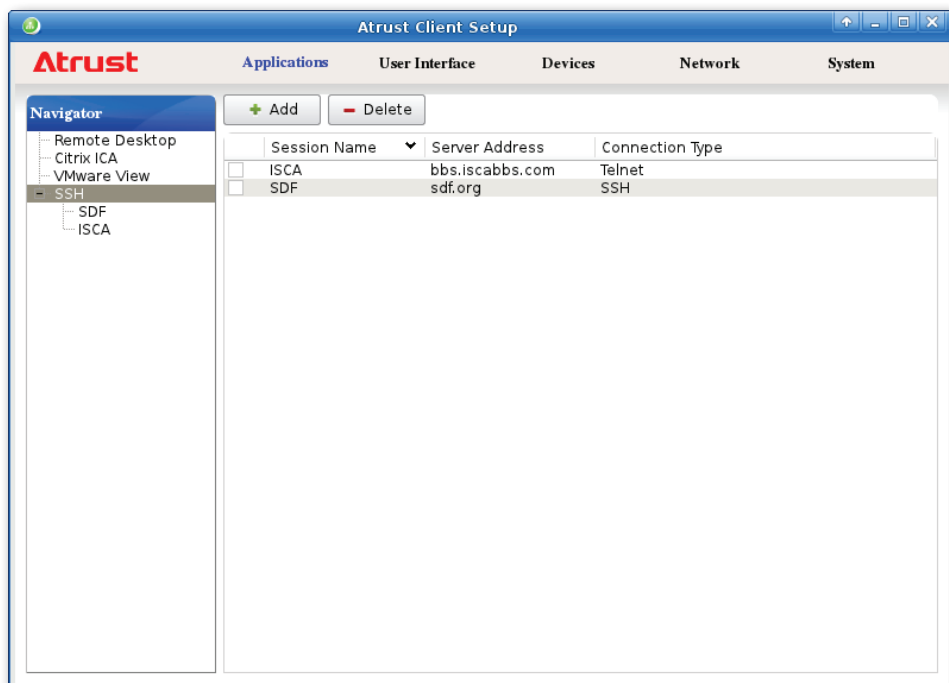 Atrust Client Setup
Atrust
Applications User Interface Devices Network System
Navigator
Remote Desktop
Citrix ICA
VMware View
SSH
SDF
ISCA
Add Delete
Session Name Server Address Connection Type
ISCA bbs.iscabbs.com Telnet
SDF sdf.org SSH